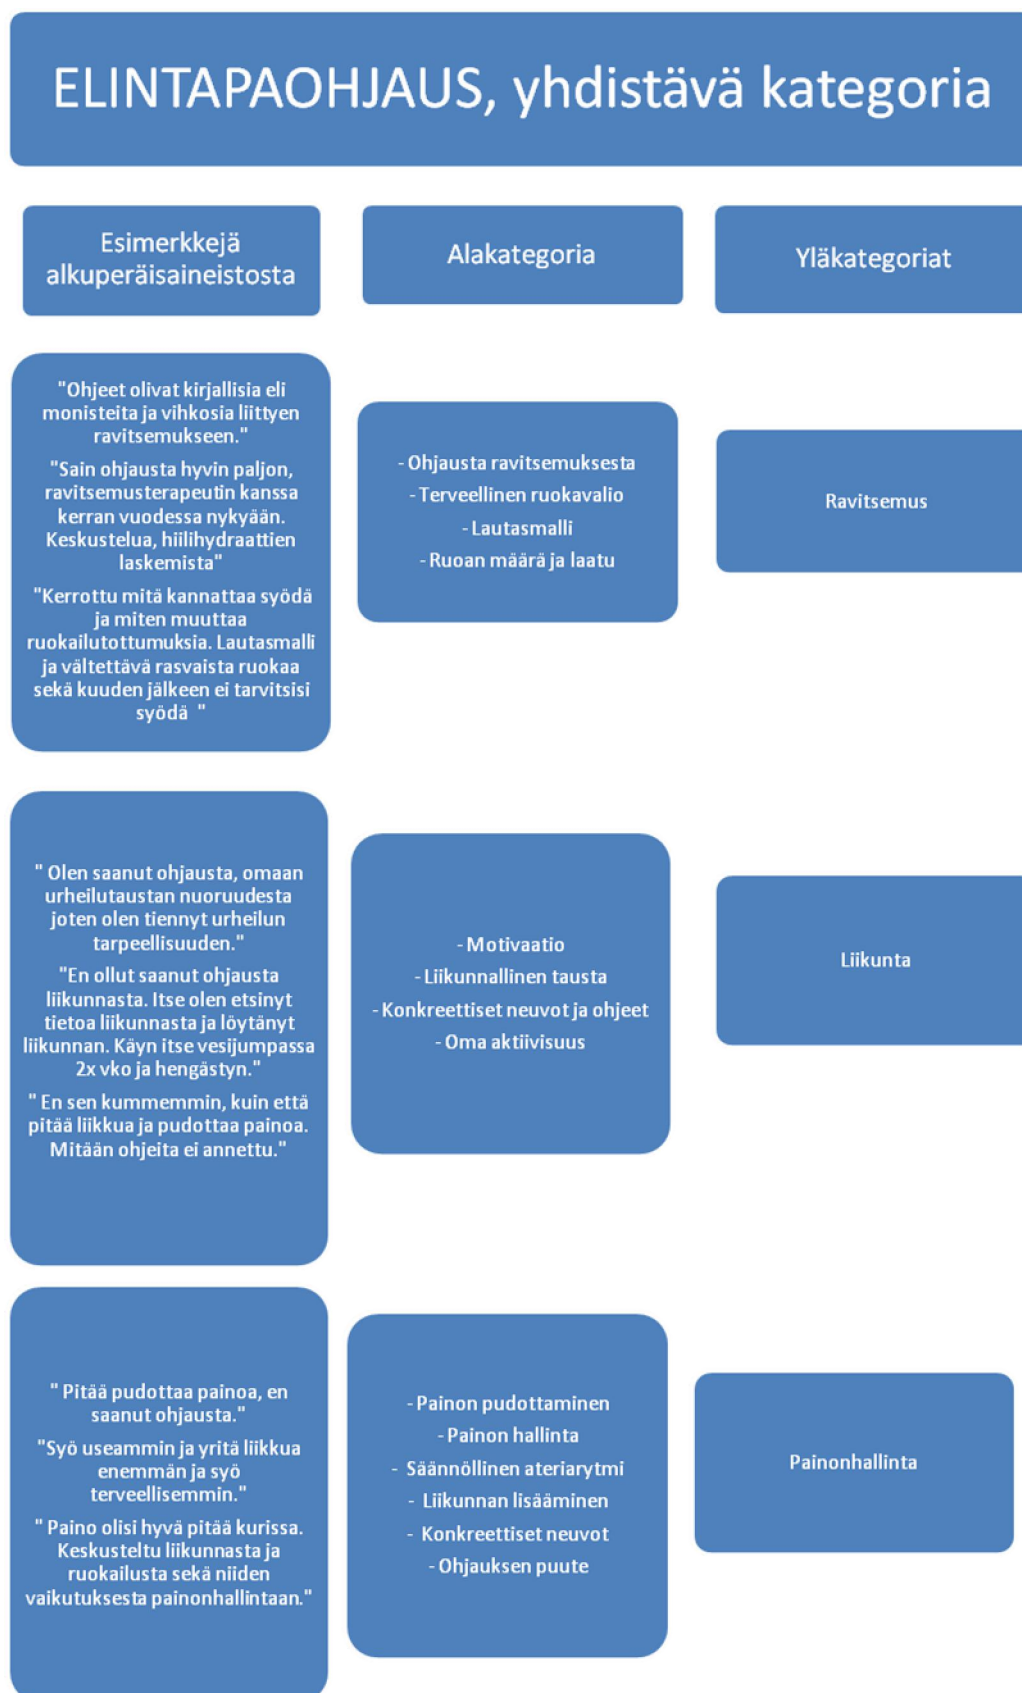 ELINTAPAOHJAUS, yhdistävä kategoria
Esimerkkejä
alkuperäisaineistosta
Alakategoria
Yläkategoriat
"Ohjeet olivat kirjallisia eli
monisteita ja vihkosia liittyen
ravitsemukseen."
"Sain ohjausta hyvin paljon,
ravitsemusterapeutin kanssa
kerran vuodessa nykyään.
Keskustelua, hiilihydraattien
laskemista"
"Kerrottu mitä kannattaa syödä
ja miten muuttaa
ruokailutottumuksia. Lautasmalli
ja vältettävä rasvaista ruokaa
sekä kuuden jälkeen ei tarvitsisi
syödä "
- Ohjausta ravitsemuksesta
- Terveellinen ruokavalio
- Lautasmalli
- Ruoan määrä ja laatu
Ravitsemus
" Olen saanut ohjausta, omaan
urheilutaustan nuoruudesta
joten olen tiennyt urheilun
tarpeellisuuden."
"En ollut saanut ohjausta
liikunnasta. Itse olen etsinyt
tietoa liikunnasta ja löytänyt
liikunnan. Käyn itse vesijumpassa
2x vko ja hengästyn."
" En sen kummemmin, kuin että
pitää liikkua ja pudottaa painoa.
Mitään ohjeita ei annettu."
- Motivaatio
- Liikunnallinen tausta
- Konkreettiset neuvot ja ohjeet
- Oma aktiivisuus
Liikunta
" Pitää pudottaa painoa, en
saanut ohjausta."
"Syö useammin ja yritä liikkua
enemmän ja syö
terveellisemmin."
" Paino olisi hyvä pitää kurissa.
Keskusteltu liikunnasta ja
ruokailusta sekä niiden
vaikutuksesta painonhallintaan."
- Painon pudottaminen
- Painon hallinta
- Säännöllinen ateriarytmi
- Liikunnan lisääminen
- Konkreettiset neuvot
- Ohjauksen puute
Painonhallinta